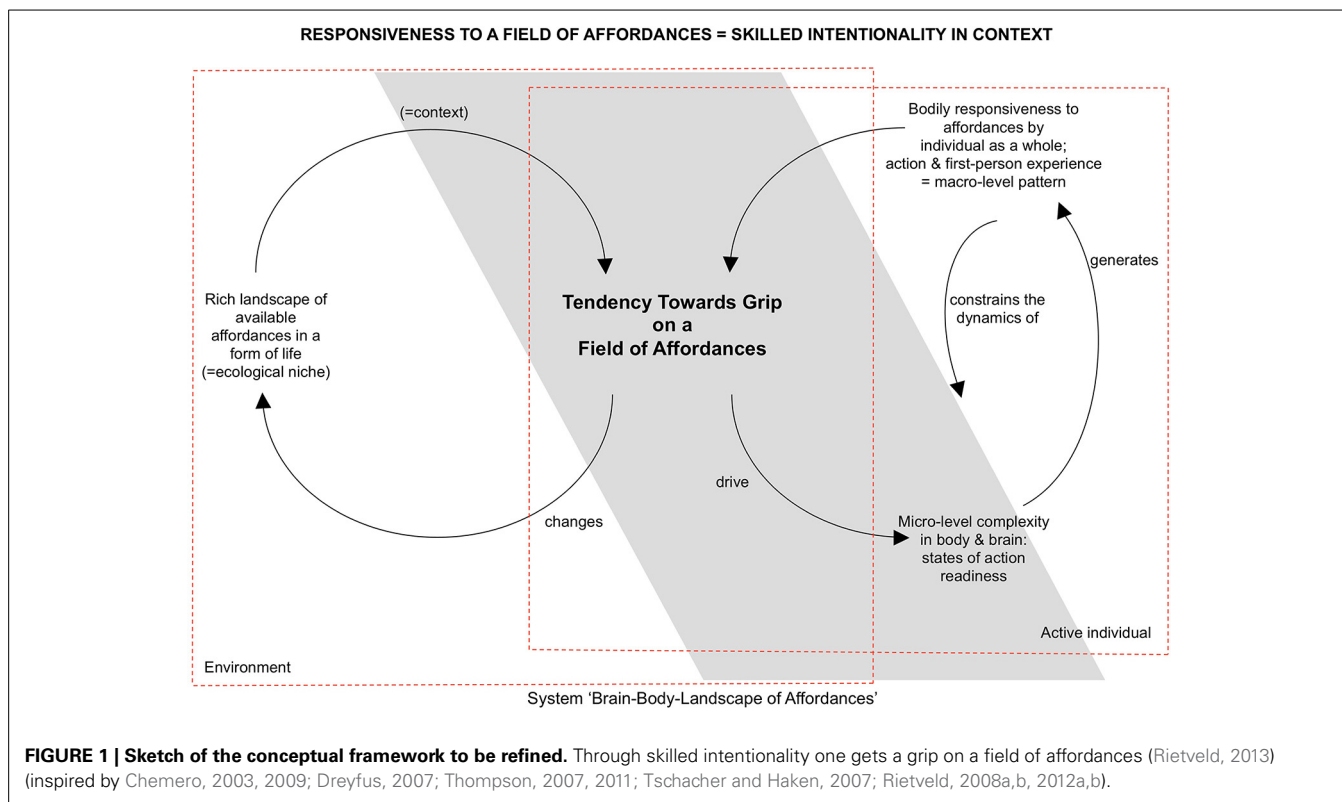 RESPONSIVENESS TO A FIELD OF AFFORDANCES = SKILLED INTENTIONALITY IN CONTEXT
(=context)
Bodily responsiveness to
affordances by
individual as a whole;
action & first-person experience
= macro-level pattern
generates
constrains the
dynamics of
Rich landscape of
available
affordances in a
form of life
(=ecological niche)
Tendency Towards Grip
on a
Field of Affordances
drive
changes
Micro-level complexity
in body & brain:
states of action
readiness
Active individual
Environment
System 'Brain-Body-Landscape of Affordances'
FIGURE 1 | Sketch of the conceptual framework to be refined. Through skilled intentionality one gets a grip on a field of affordances (Rietveld, 2013)
(inspired by Chemero, 2003, 2009; Dreyfus, 2007; Thompson, 2007, 2011; Tschacher and Haken, 2007; Rietveld, 2008a,b, 2012a,b).